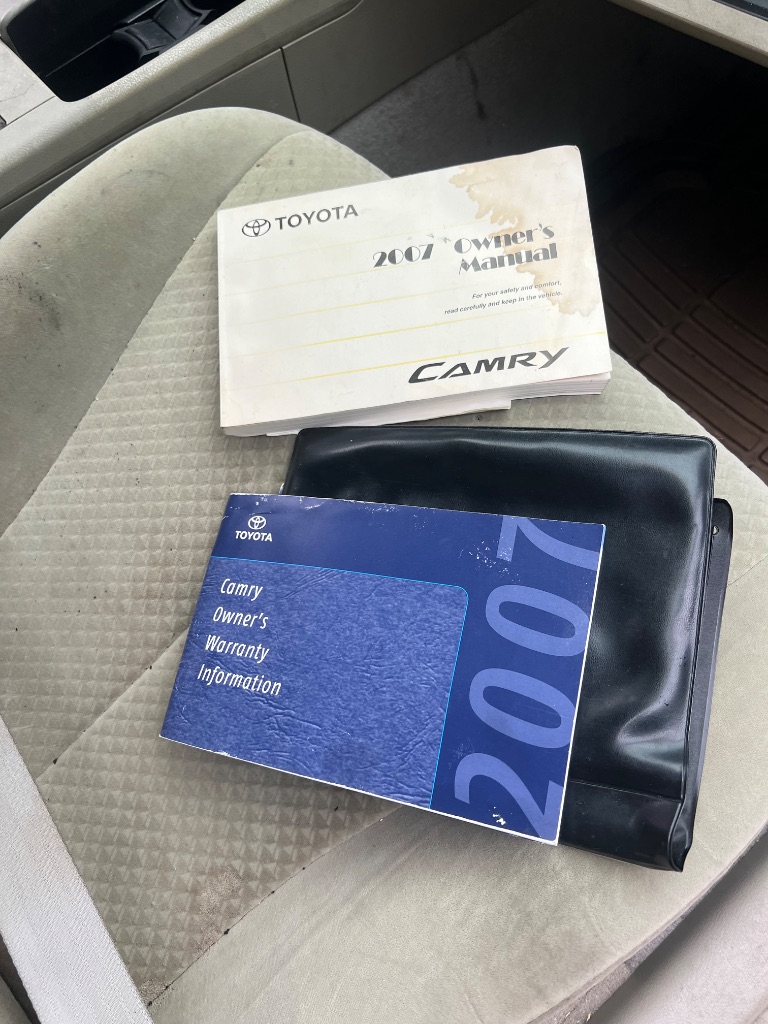 TOYOTA
2007 Owner's
Manual
For your safety and comfort,
read carefully and keep in the vehicle.
CAMRY
TOYOTA
Camry
Owner's
Warranty
Information
2007